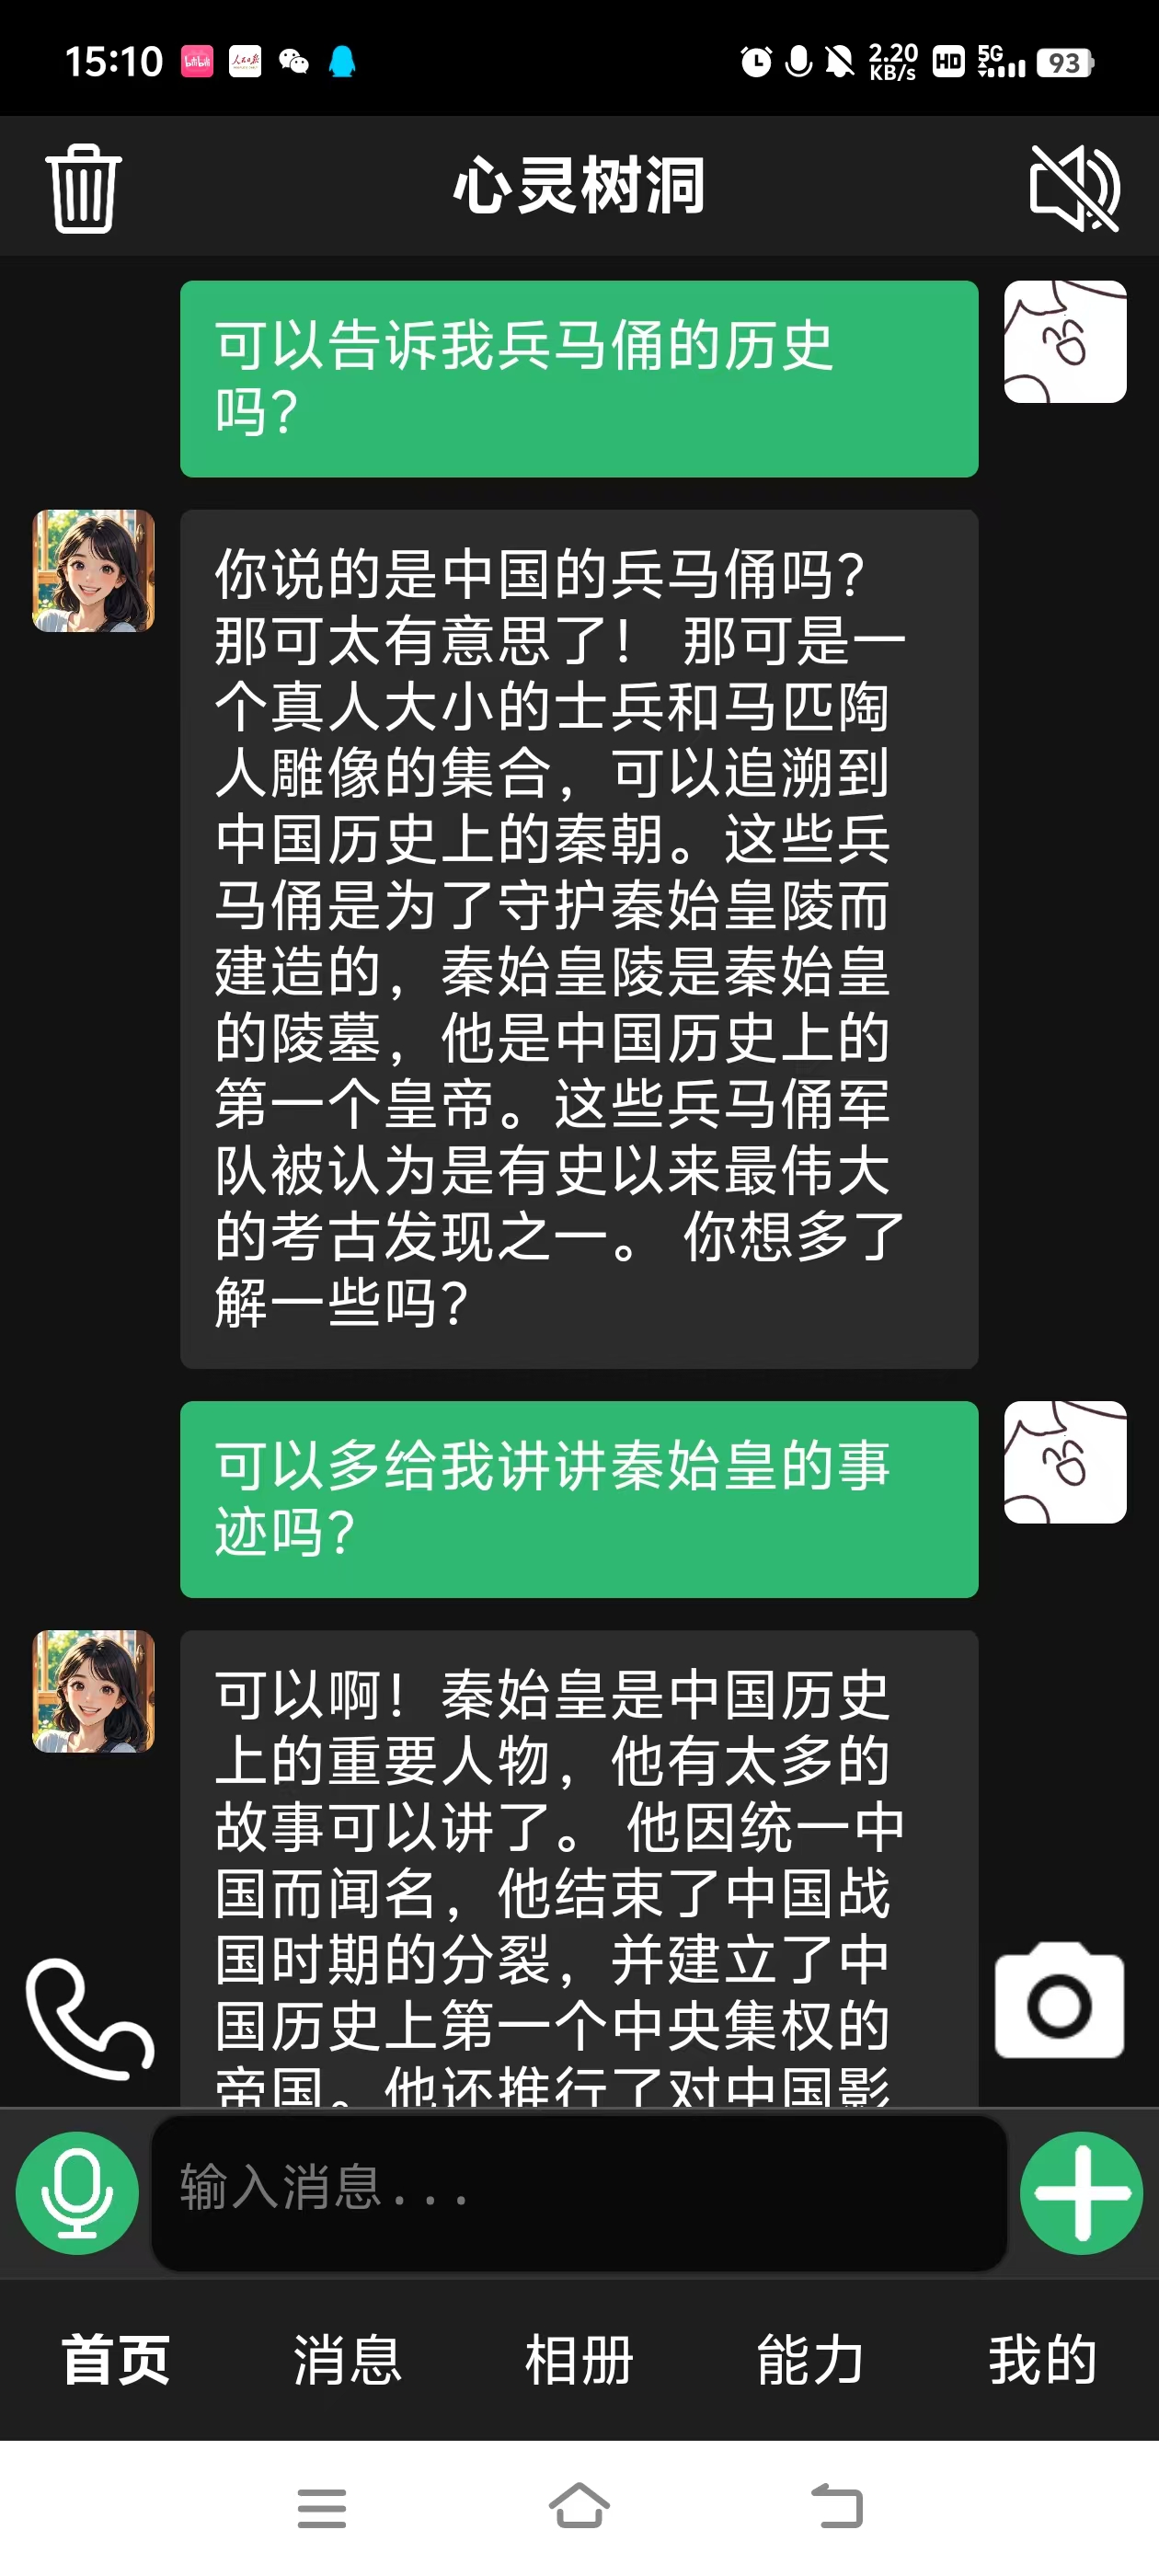 15:10
bilibili
人民日报
2.20
KB/s
HD
5G
93
心灵树洞
可以告诉我兵马俑的历史
吗？
你说的是中国的兵马俑吗？
那可太有意思了！ 那可是一
个真人大小的士兵和马匹陶
人雕像的集合，可以追溯到
中国历史上的秦朝。这些兵
马俑是为了守护秦始皇陵而
建造的，秦始皇陵是秦始皇
的陵墓，他是中国历史上的
第一个皇帝。这些兵马俑军
队被认为是有史以来最伟大
的考古发现之一。 你想多了
解一些吗？
可以多给我讲讲秦始皇的事
迹吗？
可以啊！秦始皇是中国历史
上的重要人物，他有太多的
故事可以讲了。 他因统一中
国而闻名，他结束了中国战
国时期的分裂，并建立了中
国历史上第一个中央集权的
帝国。他还推行了对中国影
输入消息...
首页
消息
相册
能力
我的